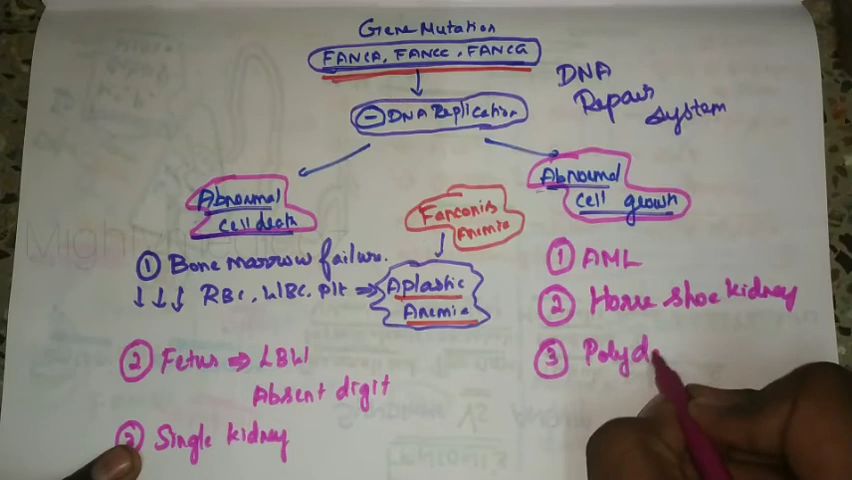 Gene Mutation
FANCA, FANCC, FANCG
DNA
Repair
system
⊖ DNA Replication
Abnormal
cell death
Fanconis
Anemia
Abnormal
cell growth
① Bone marrow failure.
↓↓↓ RBC, WBC, Plt ⇒ Aplastic
Anemia
② Fetus ⇒ LBW
Absent digit
③ Single kidney
① AML
② Horse shoe kidney
③ Polyd